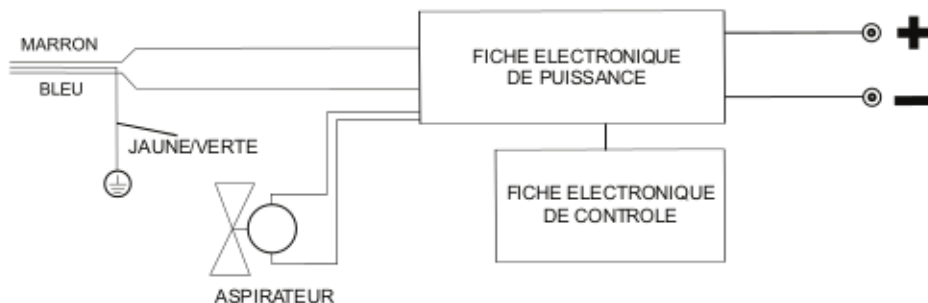 MARRON
BLEU
JAUNE/VERTE
FICHE ELECTRONIQUE
DE PUISSANCE
+
−
FICHE ELECTRONIQUE
DE CONTROLE
ASPIRATEUR